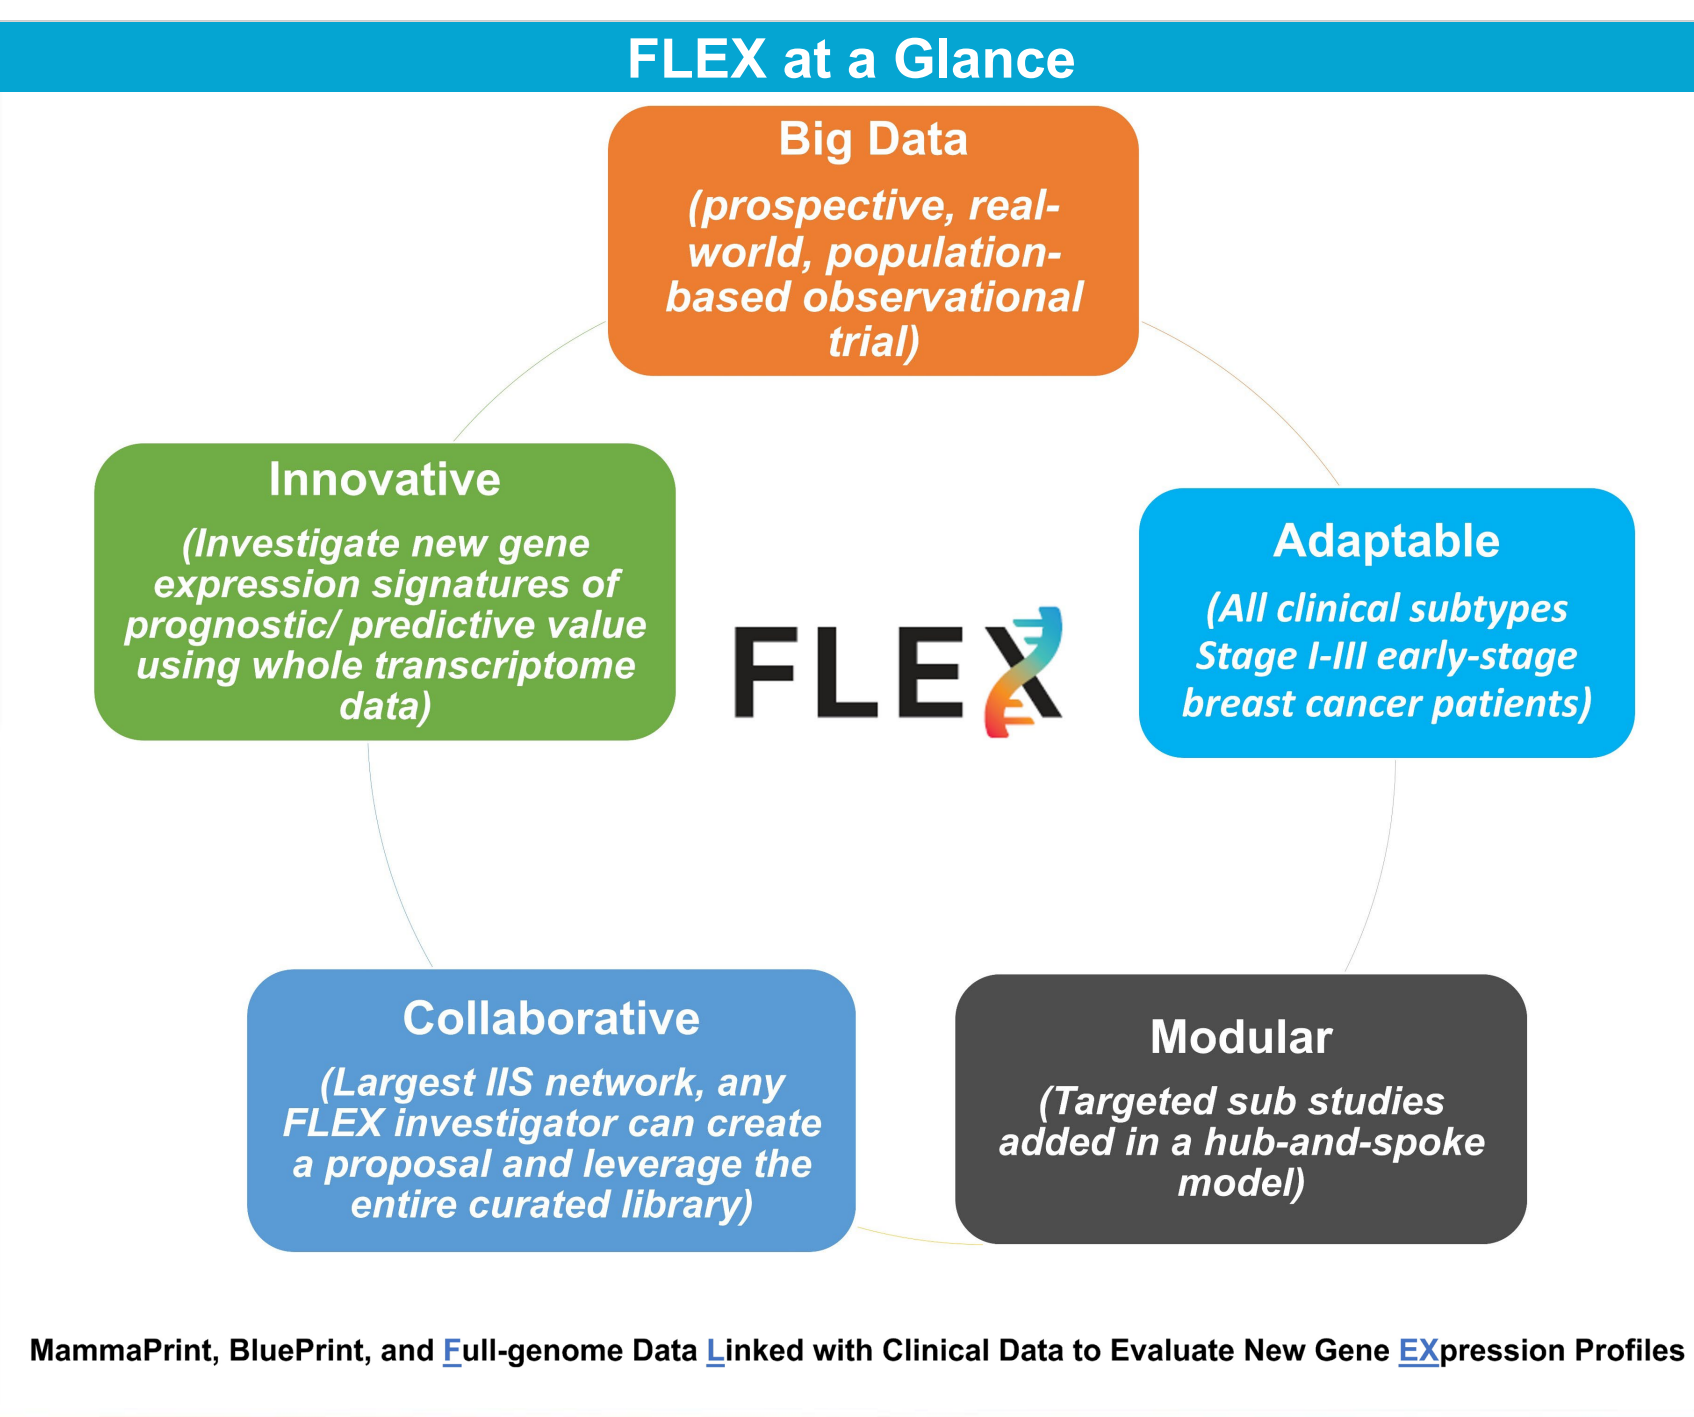 FLEX at a Glance
Big Data
(prospective, real-
world, population-
based observational
trial)
Innovative
(Investigate new gene
expression signatures of
prognostic/ predictive value
using whole transcriptome
data)
Adaptable
(All clinical subtypes
Stage I-III early-stage
breast cancer patients)
FLEX
Collaborative
(Largest IIS network, any
FLEX investigator can create
a proposal and leverage the
entire curated library)
Modular
(Targeted sub studies
added in a hub-and-spoke
model)
MammaPrint, BluePrint, and Full-genome Data Linked with Clinical Data to Evaluate New Gene EXpression Profiles